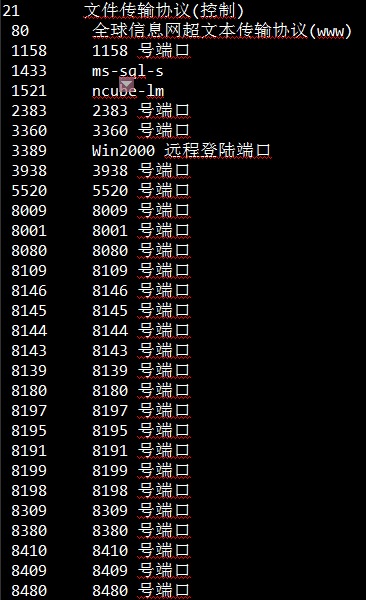 21 文件传输协议(控制)
80 全球信息网超文本传输协议(www)
1158 1158 号端口
1433 ms-sql-s
1521 ncube-lm
2383 2383 号端口
3360 3360 号端口
3389 Win2000 远程登陆端口
3938 3938 号端口
5520 5520 号端口
8009 8009 号端口
8001 8001 号端口
8080 8080 号端口
8109 8109 号端口
8146 8146 号端口
8145 8145 号端口
8144 8144 号端口
8143 8143 号端口
8139 8139 号端口
8180 8180 号端口
8197 8197 号端口
8195 8195 号端口
8191 8191 号端口
8199 8199 号端口
8198 8198 号端口
8309 8309 号端口
8380 8380 号端口
8410 8410 号端口
8409 8409 号端口
8480 8480 号端口